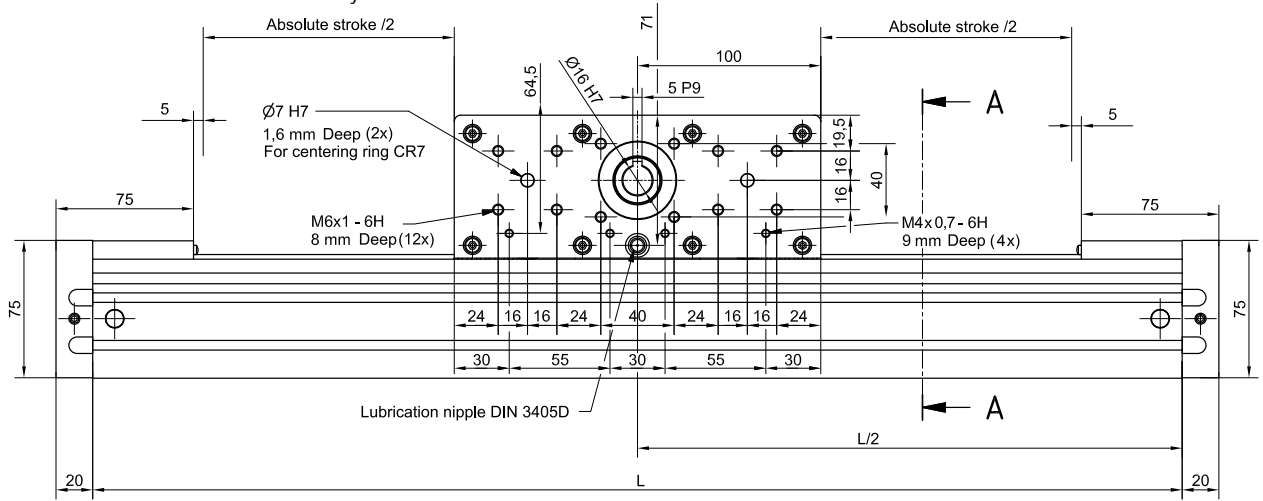 Absolute stroke /2
71
Absolute stroke /2
100
64,5
Ø16 H7
5 P9
A
5
Ø7 H7
1,6 mm Deep (2x)
For centering ring CR7
19,5
5
16
40
16
75
M6x1 - 6H
8 mm Deep (12x)
M4x0,7 - 6H
9 mm Deep (4x)
75
75
24 16 16 24 40 24 16 16 24
75
30 55 30 55 30
Lubrication nipple DIN 3405D
A
L/2
20 L 20